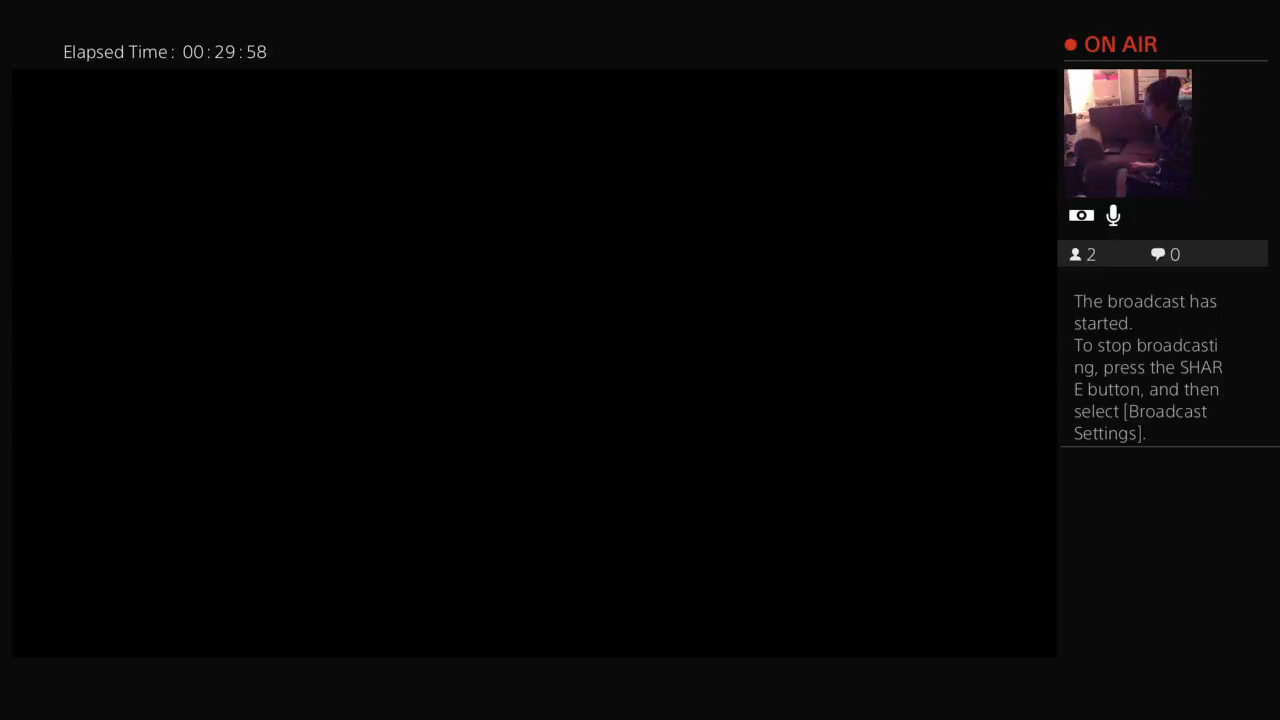 Elapsed Time: 00:29:58
ON AIR
2 0
The broadcast has
started.
To stop broadcasti
ng, press the SHAR
E button, and then
select [Broadcast
Settings].